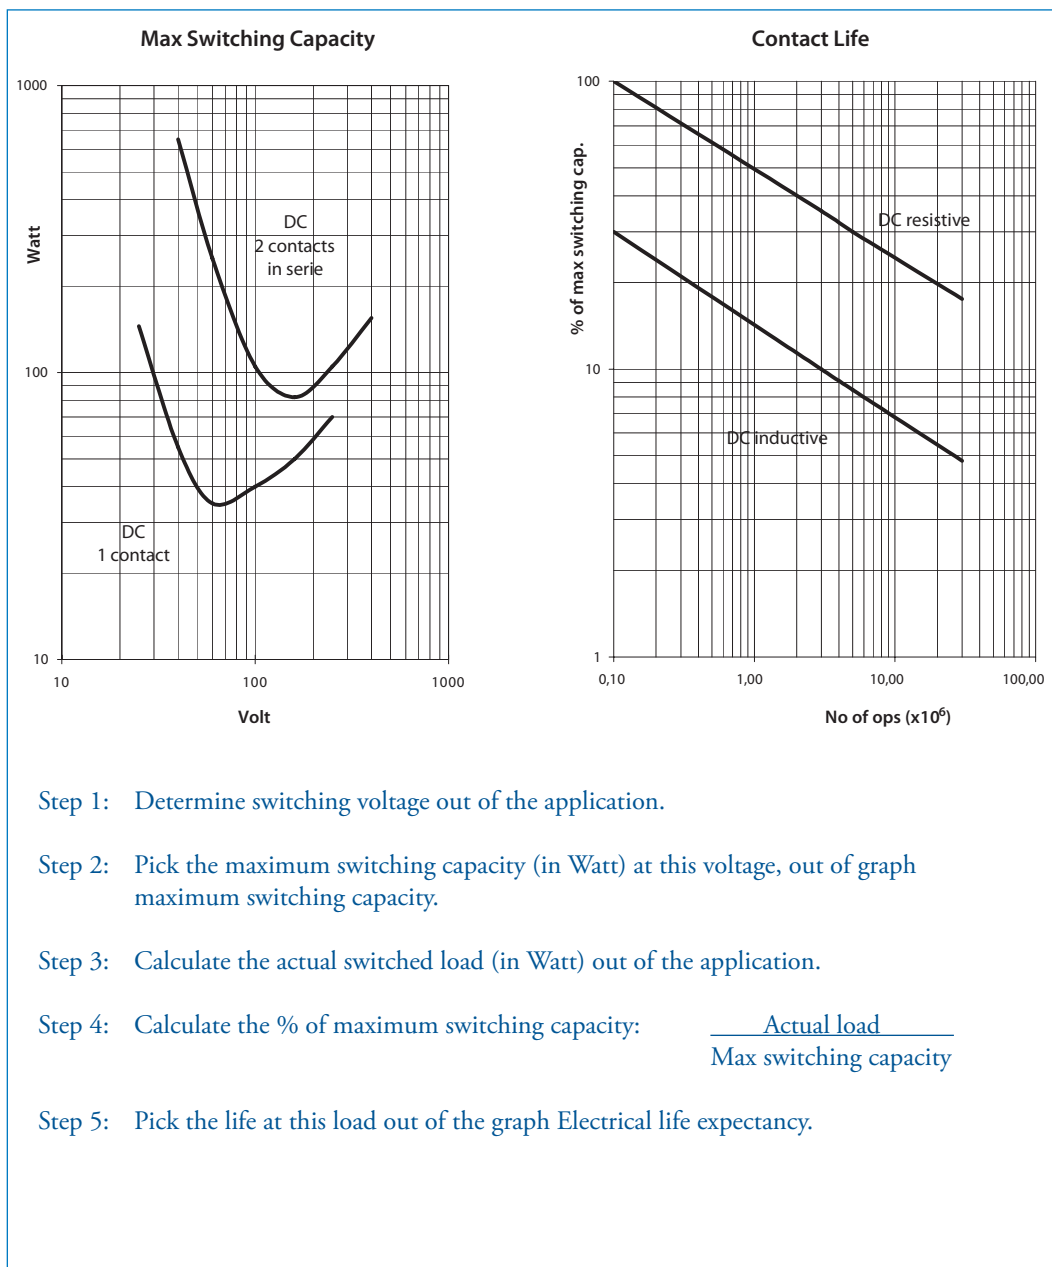 Max Switching Capacity
1000
100
10
Watt
10
100
1000
Volt
DC
2 contacts
in serie
DC
1 contact
Contact Life
100
10
1
% of max switching cap.
0,10
1,00
10,00
100,00
No of ops (x10⁶)
DC resistive
DC inductive
Step 1: Determine switching voltage out of the application.
Step 2: Pick the maximum switching capacity (in Watt) at this voltage, out of graph
maximum switching capacity.
Step 3: Calculate the actual switched load (in Watt) out of the application.
Step 4: Calculate the % of maximum switching capacity: Actual load
Max switching capacity
Step 5: Pick the life at this load out of the graph Electrical life expectancy.